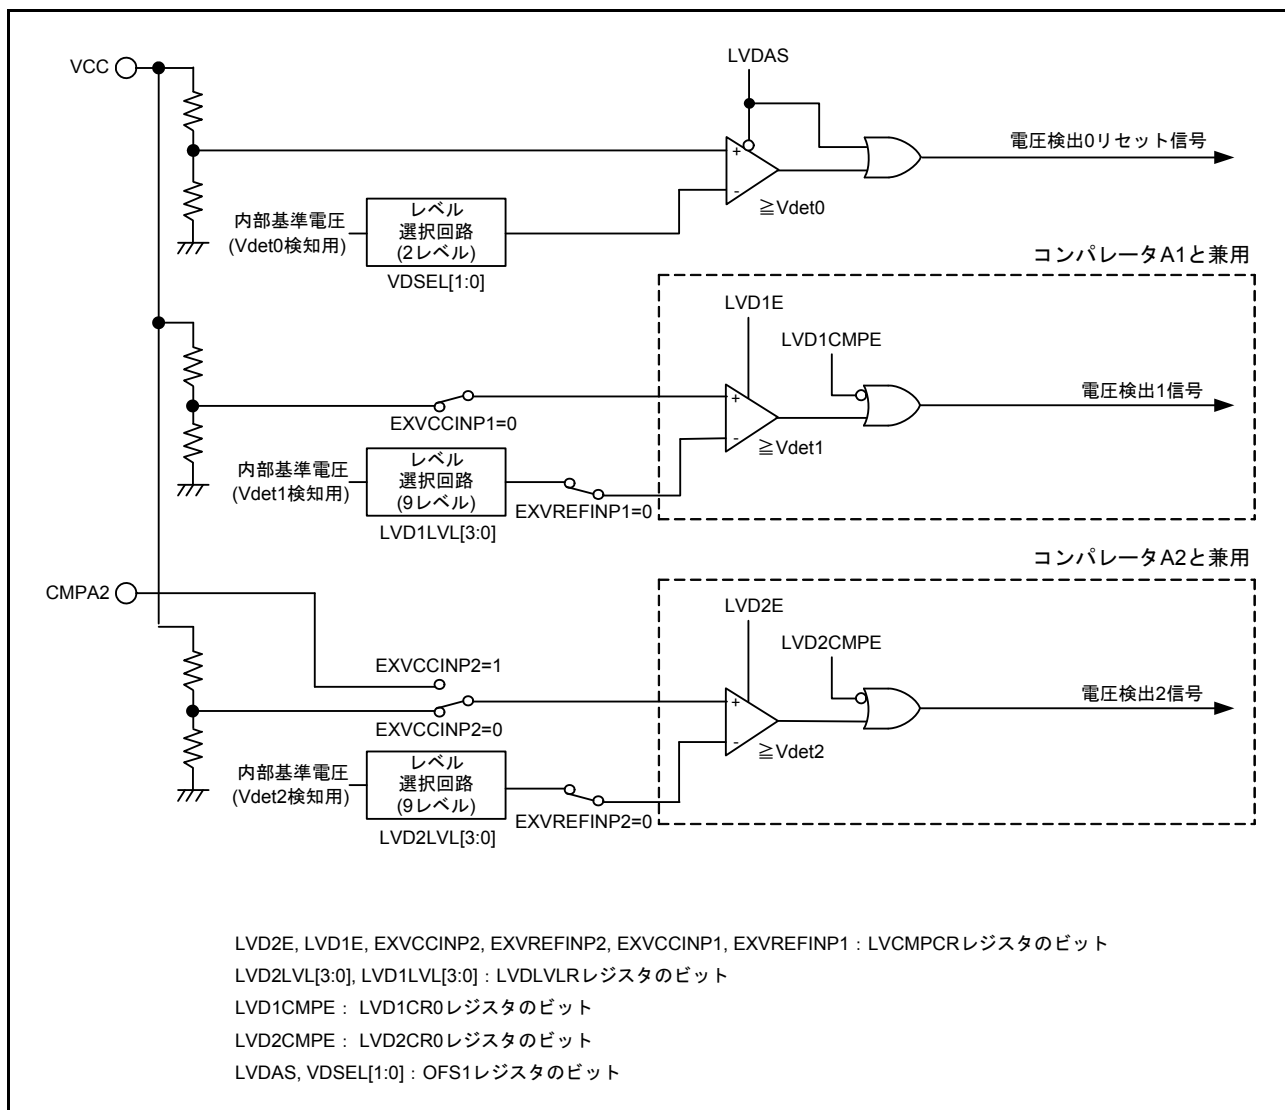 VCC
LVDAS
+
-
≧Vdet0
電圧検出0リセット信号
内部基準電圧
(Vdet0検知用)
レベル
選択回路
(2レベル)
VDSEL[1:0]
コンパレータA1と兼用
LVD1E
LVD1CMPE
EXVCCINP1=0
+
-
≧Vdet1
電圧検出1信号
内部基準電圧
(Vdet1検知用)
レベル
選択回路
(9レベル)
LVD1LVL[3:0]
EXVREFINP1=0
コンパレータA2と兼用
CMPA2
LVD2E
LVD2CMPE
EXVCCINP2=1
EXVCCINP2=0
+
-
≧Vdet2
電圧検出2信号
内部基準電圧
(Vdet2検知用)
レベル
選択回路
(9レベル)
LVD2LVL[3:0]
EXVREFINP2=0
LVD2E, LVD1E, EXVCCINP2, EXVREFINP2, EXVCCINP1, EXVREFINP1 : LVCMPCRレジスタのビット
LVD2LVL[3:0], LVD1LVL[3:0] : LVDLVLRレジスタのビット
LVD1CMPE : LVD1CR0レジスタのビット
LVD2CMPE : LVD2CR0レジスタのビット
LVDAS, VDSEL[1:0] : OFS1レジスタのビット